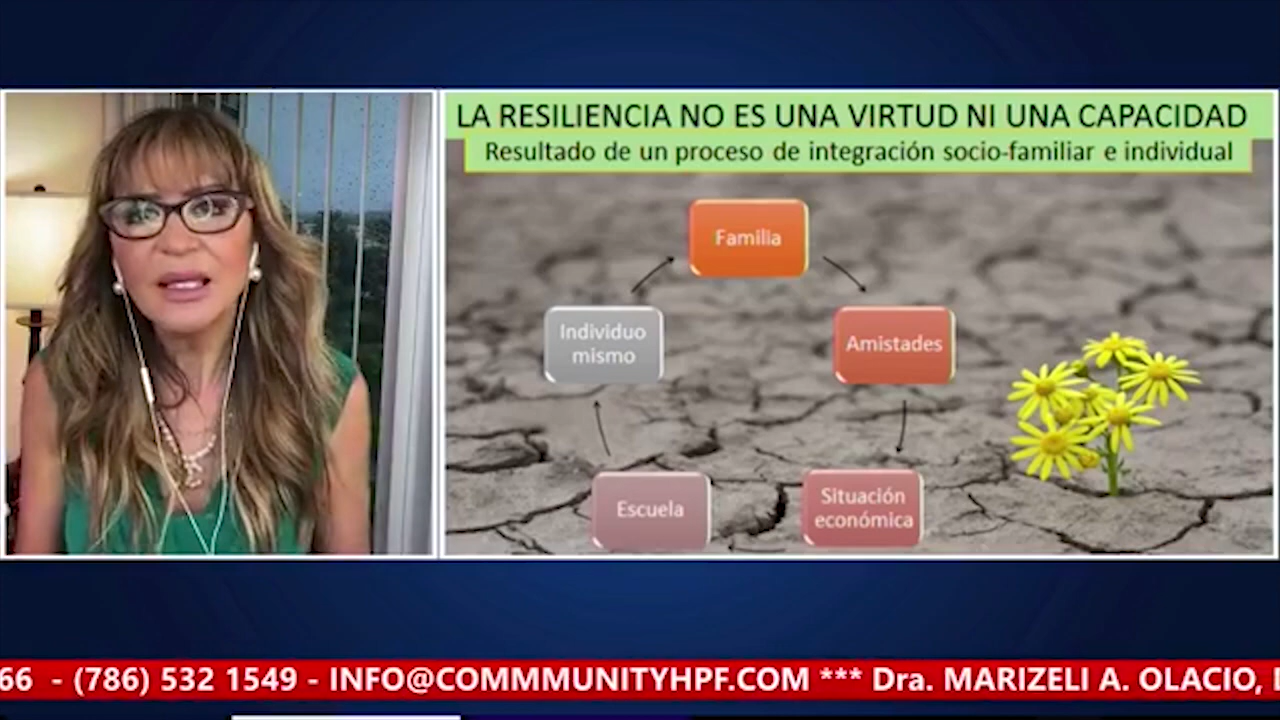 LA RESILIENCIA NO ES UNA VIRTUD NI UNA CAPACIDAD
Resultado de un proceso de integración socio-familiar e individual
Familia
Individuo
mismo
Amistades
Escuela
Situación
económica
66 - (786) 532 1549 - INFO@COMMMUNITYHPF.COM *** Dra. MARIZELI A. OLACIO,